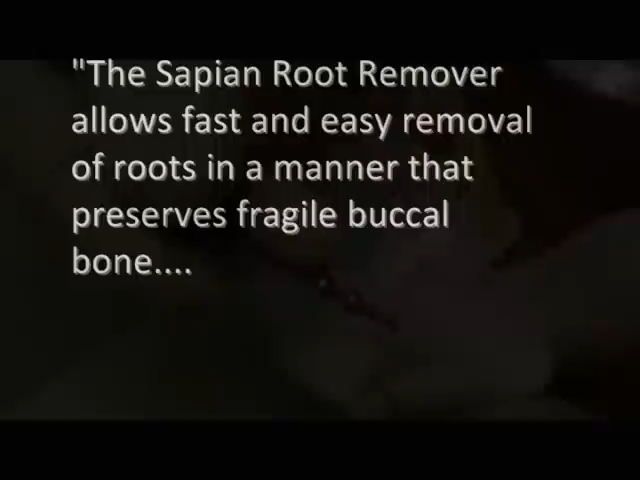 "The Sapian Root Remover
allows fast and easy removal
of roots in a manner that
preserves fragile buccal
bone....